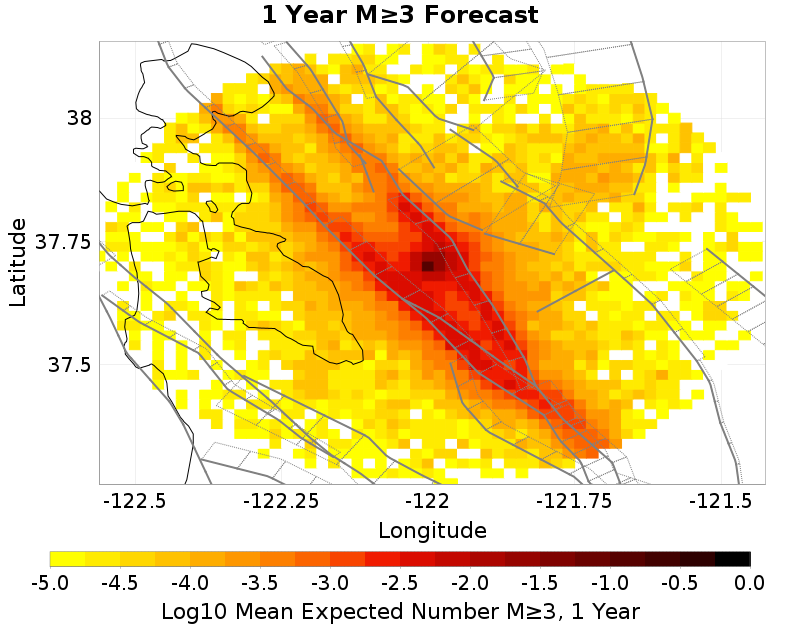 1 Year M≥3 Forecast
38
37.75
37.5
Latitude
-122.5 -122.25 -122 -121.75 -121.5
Longitude
-5.0 -4.5 -4.0 -3.5 -3.0 -2.5 -2.0 -1.5 -1.0 -0.5 0.0
Log10 Mean Expected Number M≥3, 1 Year